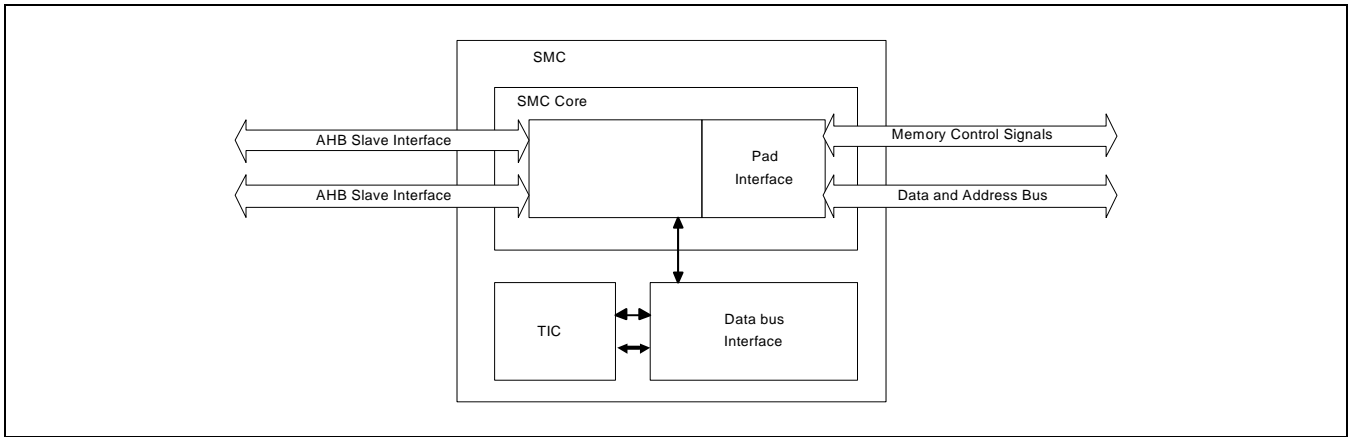 SMC
SMC Core
AHB Slave Interface
AHB Slave Interface
Pad
Interface
Memory Control Signals
Data and Address Bus
TIC
Data bus
Interface